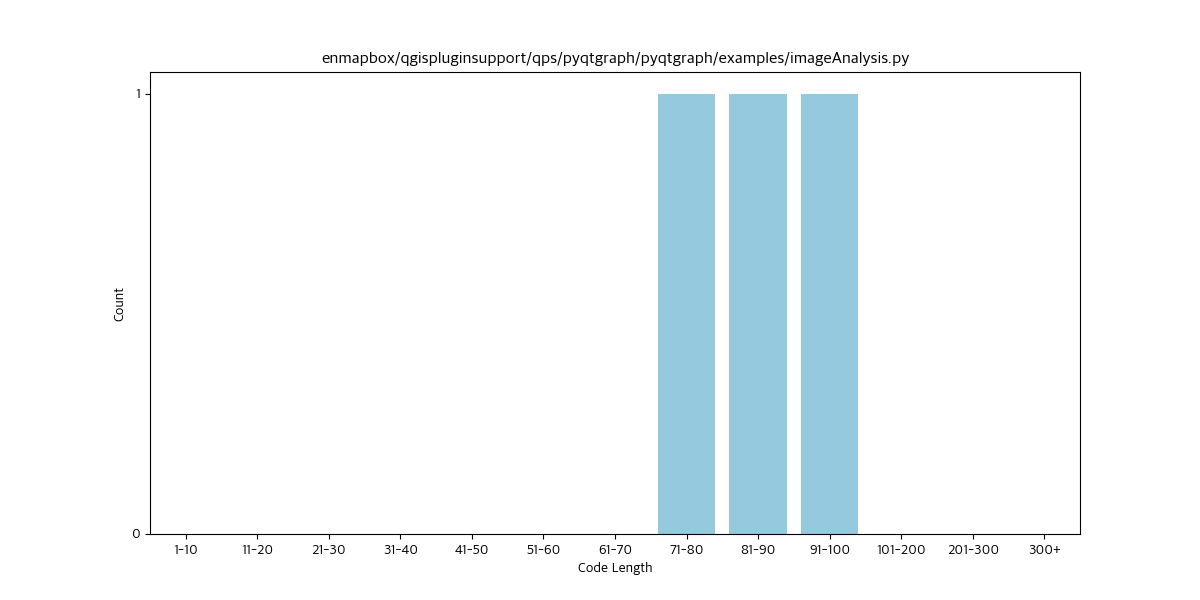 enmapbox/qgispluginsupport/qps/pyqtgraph/pyqtgraph/examples/imageAnalysis.py
1
Count
0
1-10 11-20 21-30 31-40 41-50 51-60 61-70 71-80 81-90 91-100 101-200 201-300 300+
Code Length